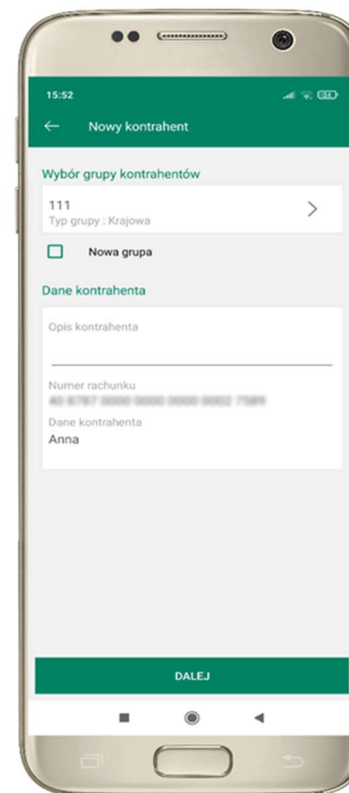 15:52
54
Nowy kontrahent
Wybór grupy kontrahentów
111
Typ grupy : Krajowa
Nowa grupa
Dane kontrahenta
Opis kontrahenta
Numer rachunku
Dane kontrahenta
Anna
DALEJ